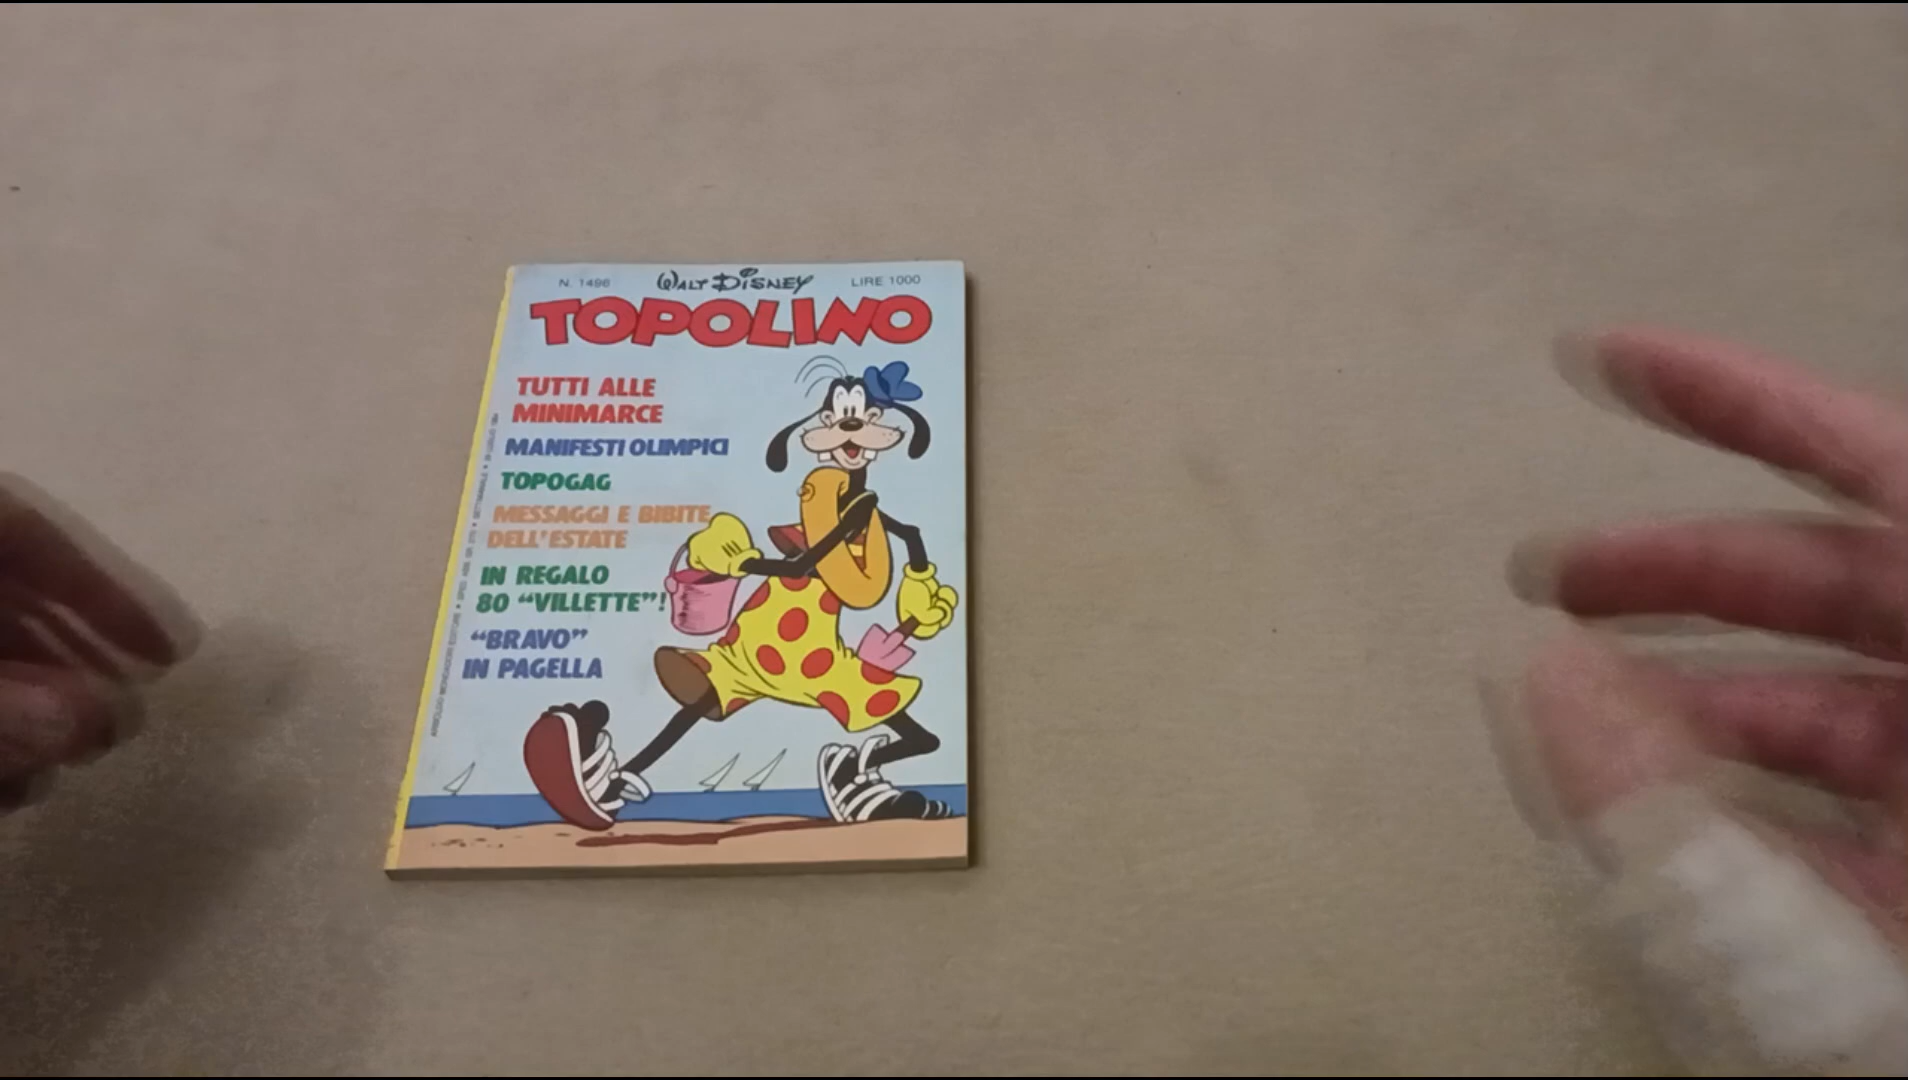 N. 1496
WALT DISNEY
LIRE 1000
TOPOLINO
TUTTI ALLE
MINIMARCE
MANIFESTI OLIMPICI
TOPOGAG
MESSAGGI E BIBITE
DELL'ESTATE
IN REGALO
80 “VILLETTE”!
“BRAVO”
IN PAGELLA